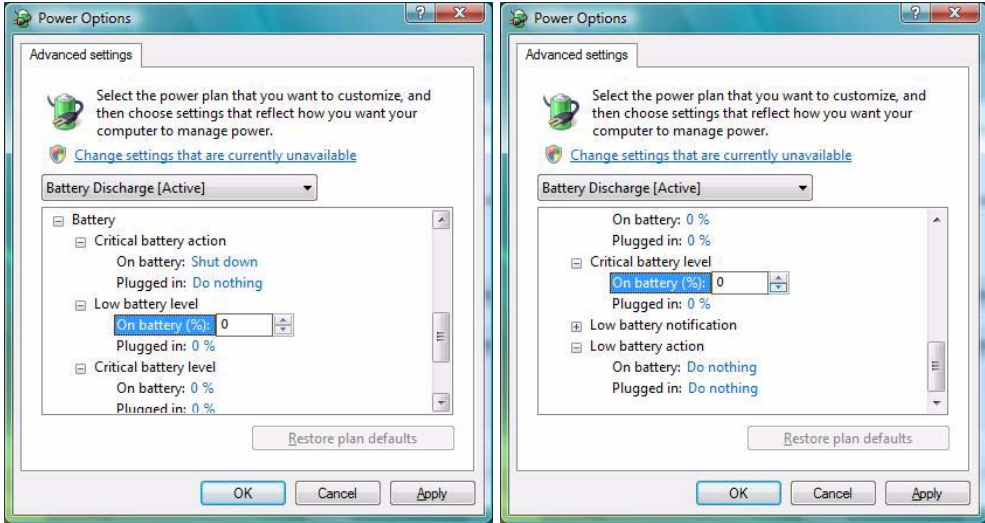 Power Options
Advanced settings
Select the power plan that you want to customize, and
then choose settings that reflect how you want your
computer to manage power.
Change settings that are currently unavailable
Battery Discharge [Active]
Battery
Critical battery action
On battery: Shut down
Plugged in: Do nothing
Low battery level
On battery (%): 0
Plugged in: 0 %
Critical battery level
On battery: 0 %
Plugged in: 0 %
Restore plan defaults
OK Cancel Apply
Power Options
Advanced settings
Select the power plan that you want to customize, and
then choose settings that reflect how you want your
computer to manage power.
Change settings that are currently unavailable
Battery Discharge [Active]
On battery: 0 %
Plugged in: 0 %
Critical battery level
On battery (%): 0
Plugged in: 0 %
Low battery notification
Low battery action
On battery: Do nothing
Plugged in: Do nothing
Restore plan defaults
OK Cancel Apply